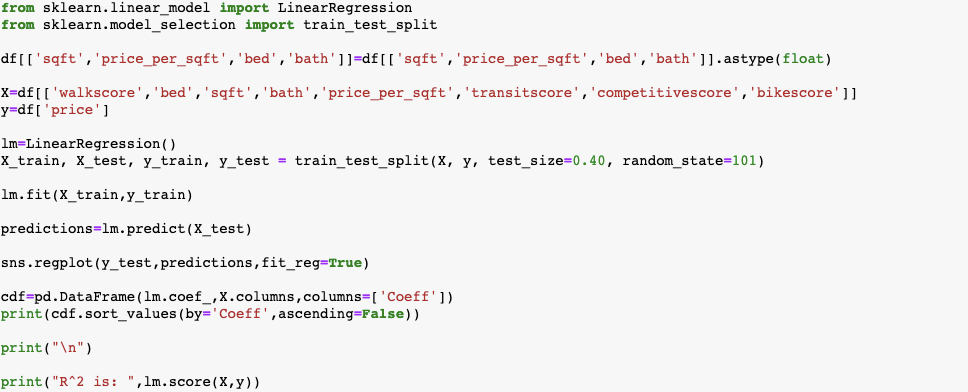 from sklearn.linear_model import LinearRegression
from sklearn.model_selection import train_test_split
df[['sqft','price_per_sqft','bed','bath']]=df[['sqft','price_per_sqft','bed','bath']].astype(float)
X=df[['walkscore','bed','sqft','bath','price_per_sqft','transitscore','competitivescore','bikescore']]
y=df['price']
lm=LinearRegression()
X_train, X_test, y_train, y_test = train_test_split(X, y, test_size=0.40, random_state=101)
lm.fit(X_train,y_train)
predictions=lm.predict(X_test)
sns.regplot(y_test,predictions,fit_reg=True)
cdf=pd.DataFrame(lm.coef_,X.columns,columns=['Coeff'])
print(cdf.sort_values(by='Coeff',ascending=False))
print("\n")
print("R^2 is: ",lm.score(X,y))